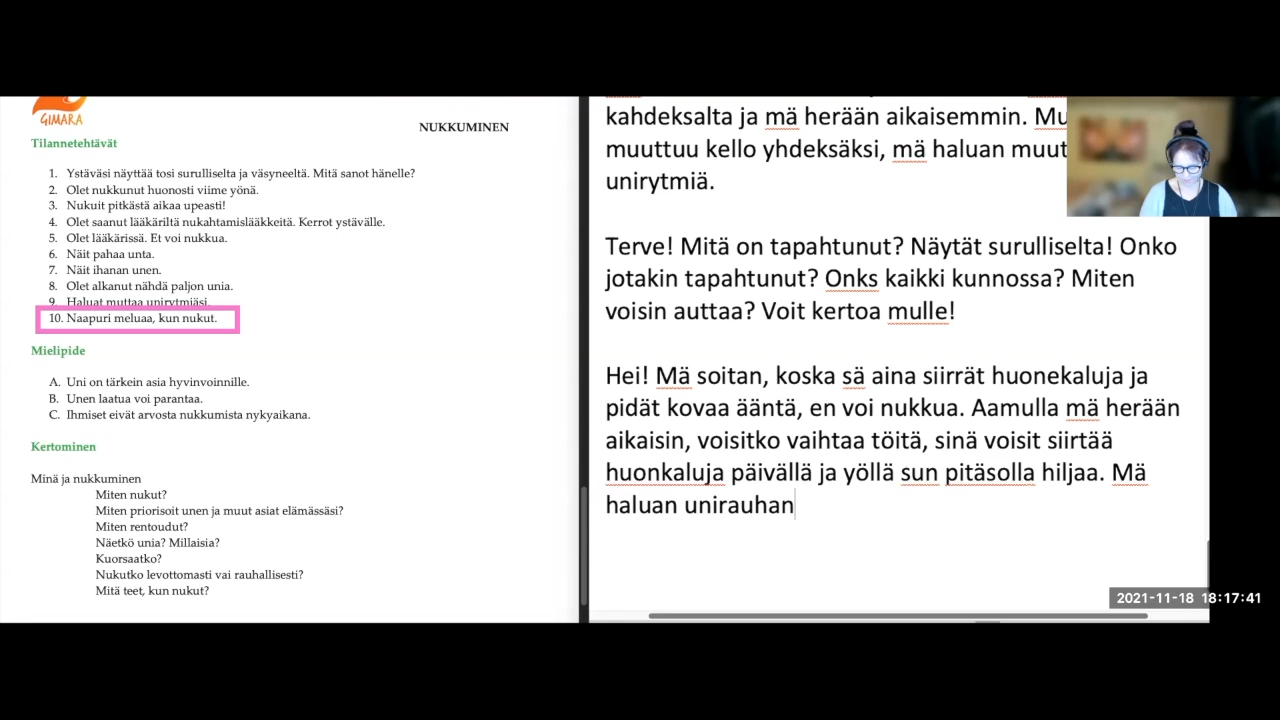 GIMARA
NUKKUMINEN
Tilannetehtävät
1. Ystäväsi näyttää tosi surulliselta ja väsyneeltä. Mitä sanot hänelle?
2. Olet nukkunut huonosti viime yönä.
3. Nukuit pitkästä aikaa upeasti!
4. Olet saanut lääkäriltä nukahtamislääkkeitä. Kerrot ystävälle.
5. Olet lääkärissä. Et voi nukkua.
6. Näit pahaa unta.
7. Näit ihanan unen.
8. Olet alkanut nähdä paljon unia.
9. Haluat muttaa unirytmiäsi.
10. Naapuri meluaa, kun nukut.
Mielipide
A. Uni on tärkein asia hyvinvoinnille.
B. Unen laatua voi parantaa.
C. Ihmiset eivät arvosta nukkumista nykyaikana.
Kertominen
Minä ja nukkuminen
Miten nukut?
Miten priorisoit unen ja muut asiat elämässäsi?
Miten rentoudut?
Näetkö unia? Millaisia?
Kuorsaatko?
Nukutko levottomasti vai rauhallisesti?
Mitä teet, kun nukut?
kahdeksalta ja mä herään aikaisemmin. Mu
muuttuu kello yhdeksäksi, mä haluan muut
unirytmiä.
Terve! Mitä on tapahtunut? Näytät surulliselta! Onko
jotakin tapahtunut? Onks kaikki kunnossa? Miten
voisin auttaa? Voit kertoa mulle!
Hei! Mä soitan, koska sä aina siirrät huonekaluja ja
pidät kovaa ääntä, en voi nukkua. Aamulla mä herään
aikaisin, voisitko vaihtaa töitä, sinä voisit siirtää
huonkaluja päivällä ja yöllä sun pitäsolla hiljaa. Mä
haluan unirauhan
2021-11-18 18:17:41